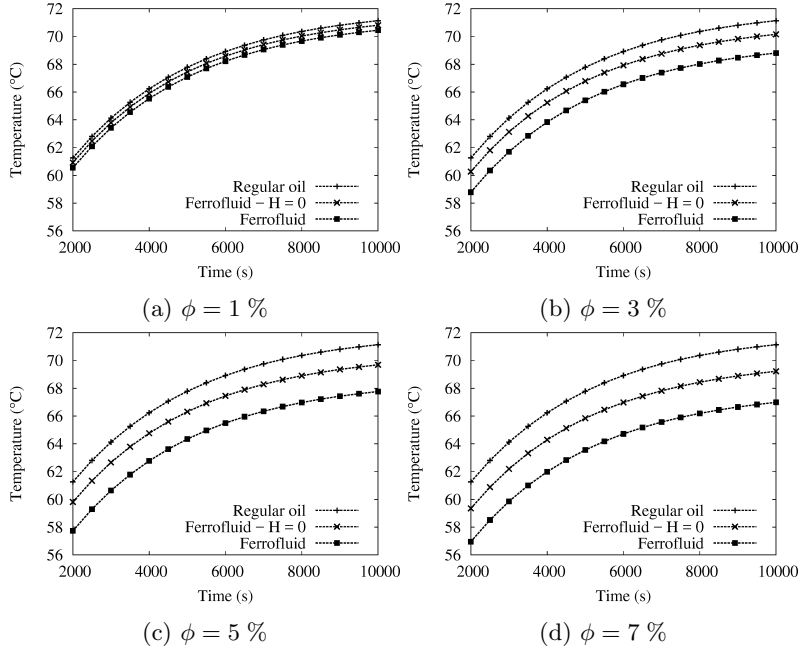 72
70
68
66
64
62
60
58
56
Temperature (°C)
Regular oil
Ferrofluid − H = 0
Ferrofluid
2000 4000 6000 8000 10000
Time (s)
(a) ϕ = 1 %
72
70
68
66
64
62
60
58
56
Temperature (°C)
Regular oil
Ferrofluid − H = 0
Ferrofluid
2000 4000 6000 8000 10000
Time (s)
(b) ϕ = 3 %
72
70
68
66
64
62
60
58
56
Temperature (°C)
Regular oil
Ferrofluid − H = 0
Ferrofluid
2000 4000 6000 8000 10000
Time (s)
(c) ϕ = 5 %
72
70
68
66
64
62
60
58
56
Temperature (°C)
Regular oil
Ferrofluid − H = 0
Ferrofluid
2000 4000 6000 8000 10000
Time (s)
(d) ϕ = 7 %